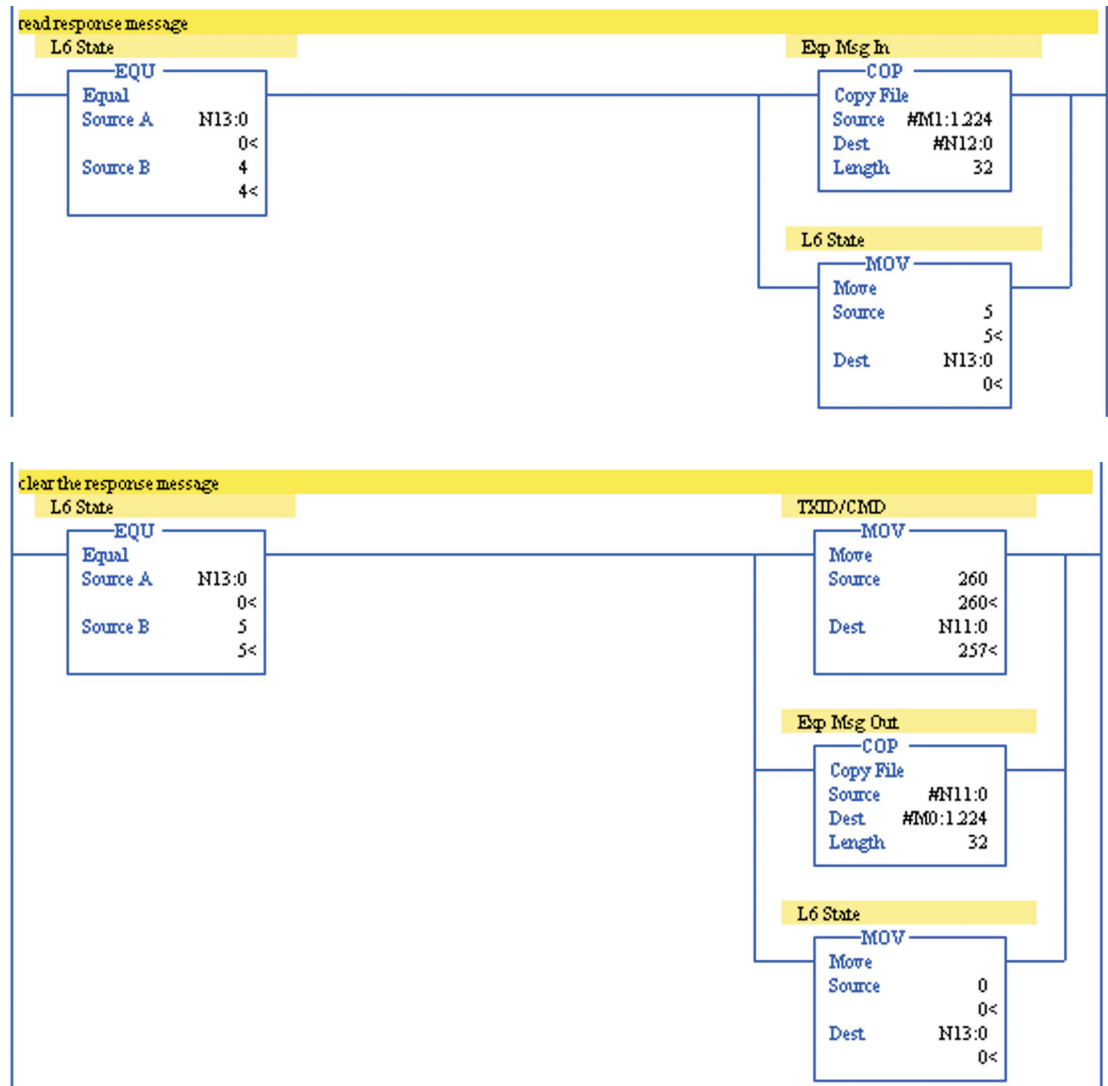 read response message
L6 State
EQU
Equal
Source A N13:0
0<
Source B 4
4<
Exp Msg In
COP
Copy File
Source #M1:1.224
Dest #N12:0
Length 32
L6 State
MOV
Move
Source 5
5<
Dest N13:0
0<
clear the response message
L6 State
EQU
Equal
Source A N13:0
0<
Source B 5
5<
TXID/CMD
MOV
Move
Source 260
260<
Dest N11:0
257<
Exp Msg Out
COP
Copy File
Source #N11:0
Dest #M0:1.224
Length 32
L6 State
MOV
Move
Source 0
0<
Dest N13:0
0<